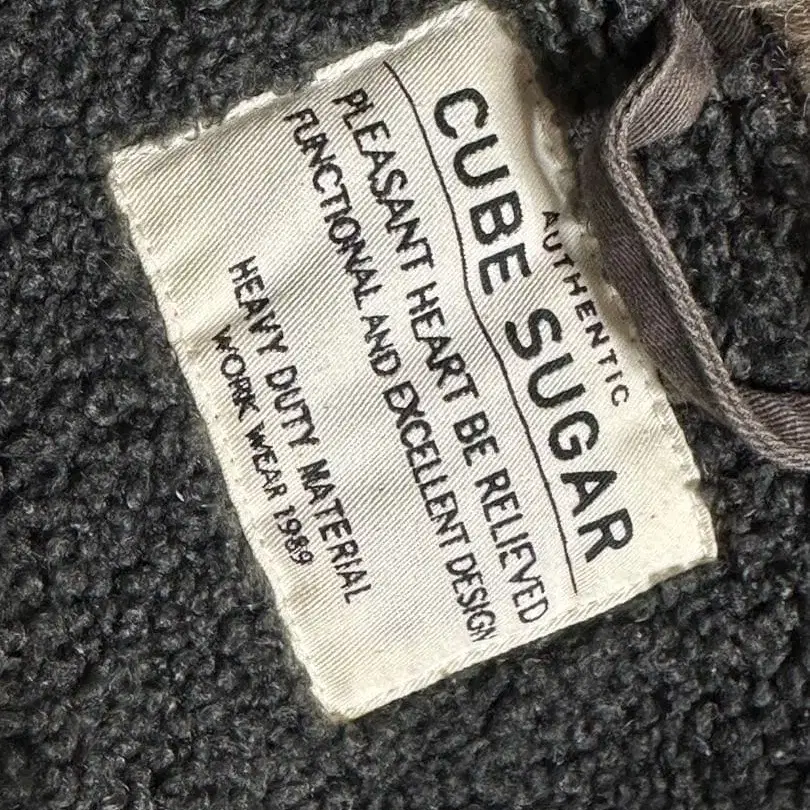 AUTHENTIC
CUBE SUGAR
PLEASANT HEART BE RELIEVED
FUNCTIONAL AND EXCELLENT DESIGN
HEAVY DUTY MATERIAL
WORK WEAR 1989